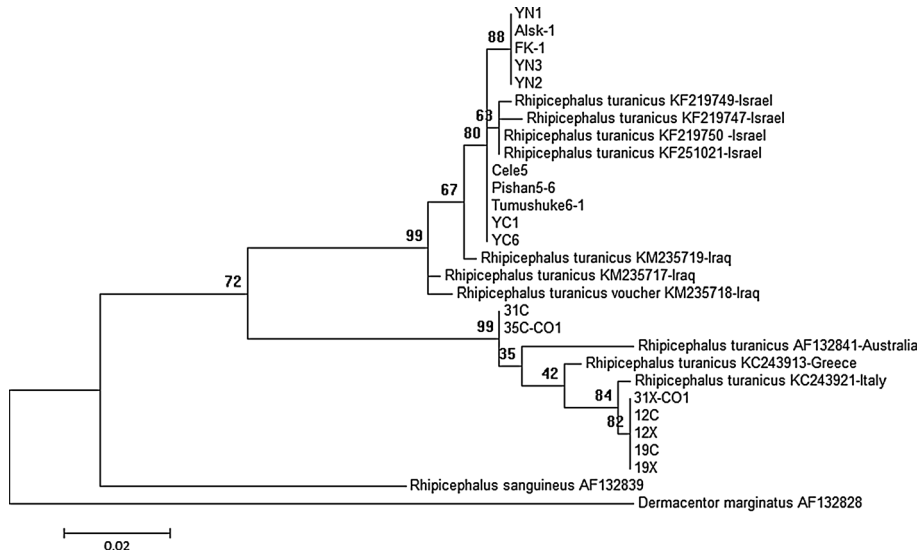 YN1
88
Alsk-1
FK-1
YN3
YN2
Rhipicephalus turanicus KF219749-Israel
63
Rhipicephalus turanicus KF219747-Israel
80
Rhipicephalus turanicus KF219750 -Israel
Rhipicephalus turanicus KF251021-Israel
Cele5
67
Pishan5-6
Tumushuke6-1
YC1
99
YC6
Rhipicephalus turanicus KM235719-Iraq
72
Rhipicephalus turanicus KM235717-Iraq
Rhipicephalus turanicus voucher KM235718-Iraq
31C
99
35C-CO1
35
Rhipicephalus turanicus AF132841-Australia
Rhipicephalus turanicus KC243913-Greece
42
Rhipicephalus turanicus KC243921-Italy
84
31X-CO1
12C
82
12X
19C
19X
Rhipicephalus sanguineus AF132839
Dermacentor marginatus AF132828
0.02